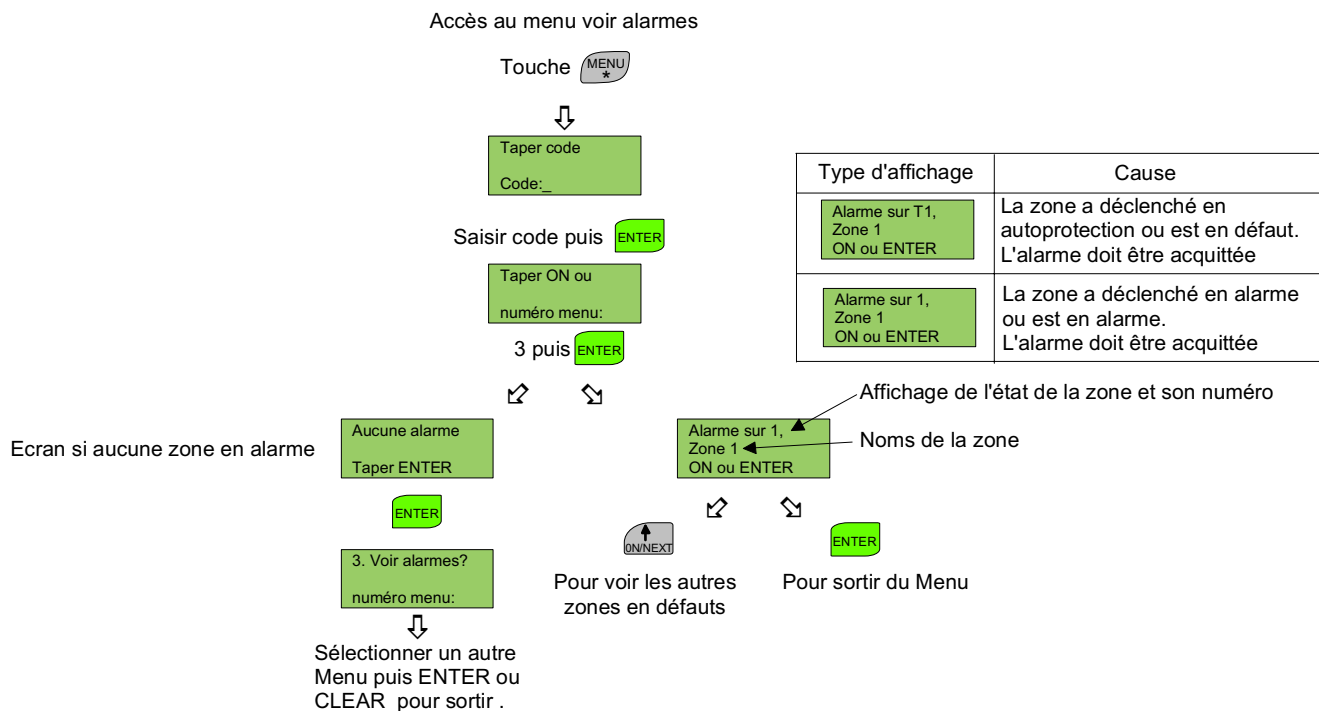 Accès au menu voir alarmes
Touche MENU
*
Taper code
Code:_
Saisir code puis ENTER
Taper ON ou
numéro menu:
3 puis ENTER
Type d'affichage Cause
Alarme sur T1,
Zone 1
ON ou ENTER
La zone a déclenché en
autoprotection ou est en défaut.
L'alarme doit être acquittée
Alarme sur 1,
Zone 1
ON ou ENTER
La zone a déclenché en alarme
ou est en alarme.
L'alarme doit être acquittée
Ecran si aucune zone en alarme
Aucune alarme
Taper ENTER
ENTER
3. Voir alarmes?
numéro menu:
Sélectionner un autre
Menu puis ENTER ou
CLEAR pour sortir .
Alarme sur 1,
Zone 1
ON ou ENTER
Affichage de l'état de la zone et son numéro
Noms de la zone
0N/NEXT
Pour voir les autres
zones en défauts
ENTER
Pour sortir du Menu